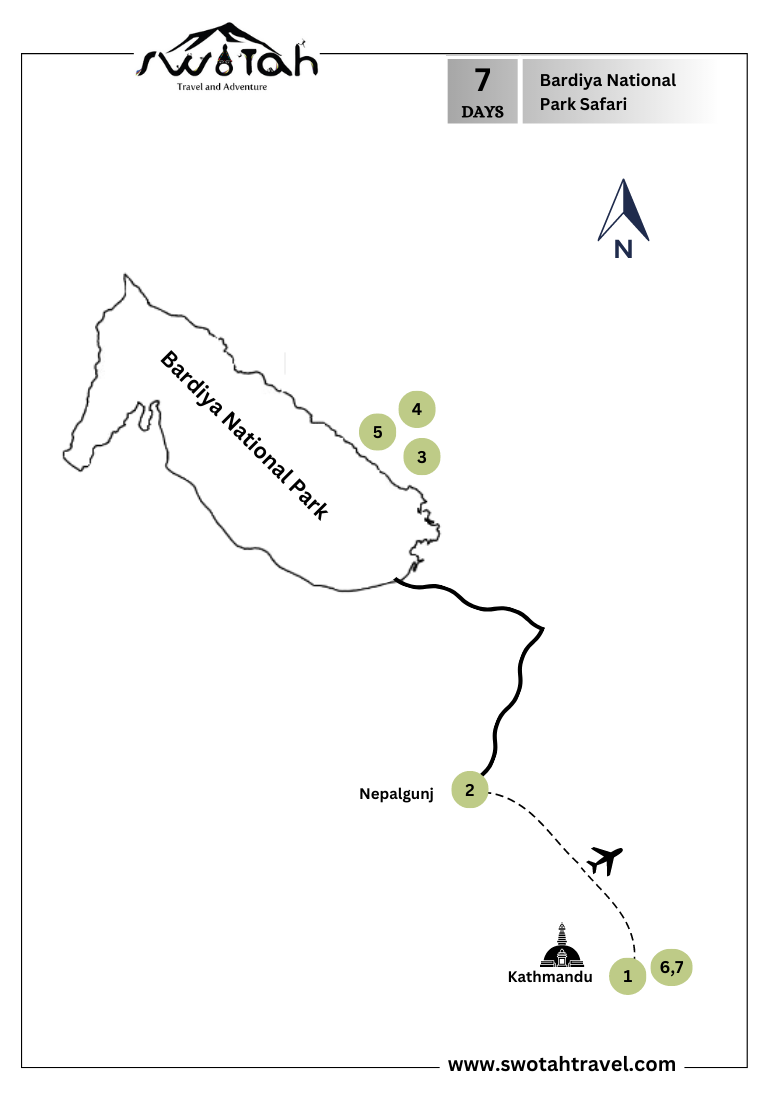 swotah
Travel and Adventure
7
DAYS
Bardiya National
Park Safari
N
Bardiya National Park
4
5
3
2
Nepalgunj
Kathmandu
1
6,7
www.swotahtravel.com